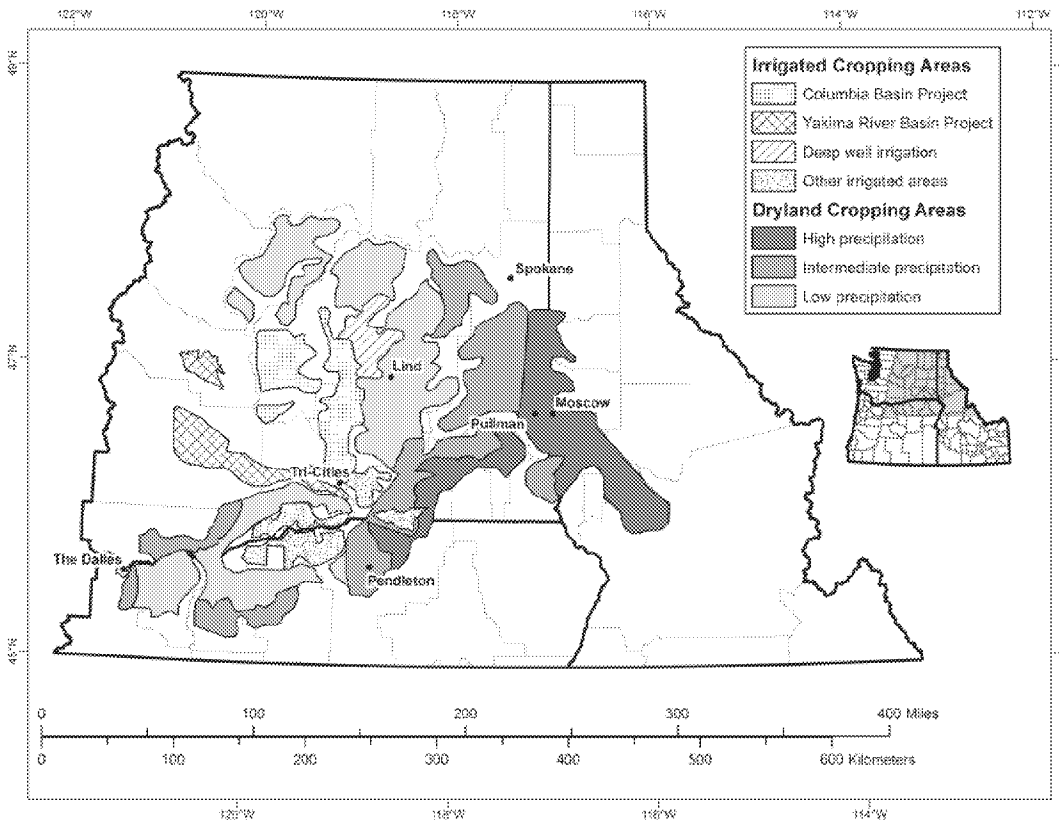 122°W 120°W 118°W 116°W 114°W 112°W
49°N
Irrigated Cropping Areas
Columbia Basin Project
Yakima River Basin Project
Deep well irrigation
Other irrigated areas
Dryland Cropping Areas
High precipitation
Intermediate precipitation
Low precipitation
Spokane
47°N
Lind
Moscow
Pullman
Tri-Cities
The Dalles
Pendleton
45°N
0 100 200 300 400 Miles
0 100 200 300 400 500 600 Kilometers
120°W 118°W 116°W 114°W